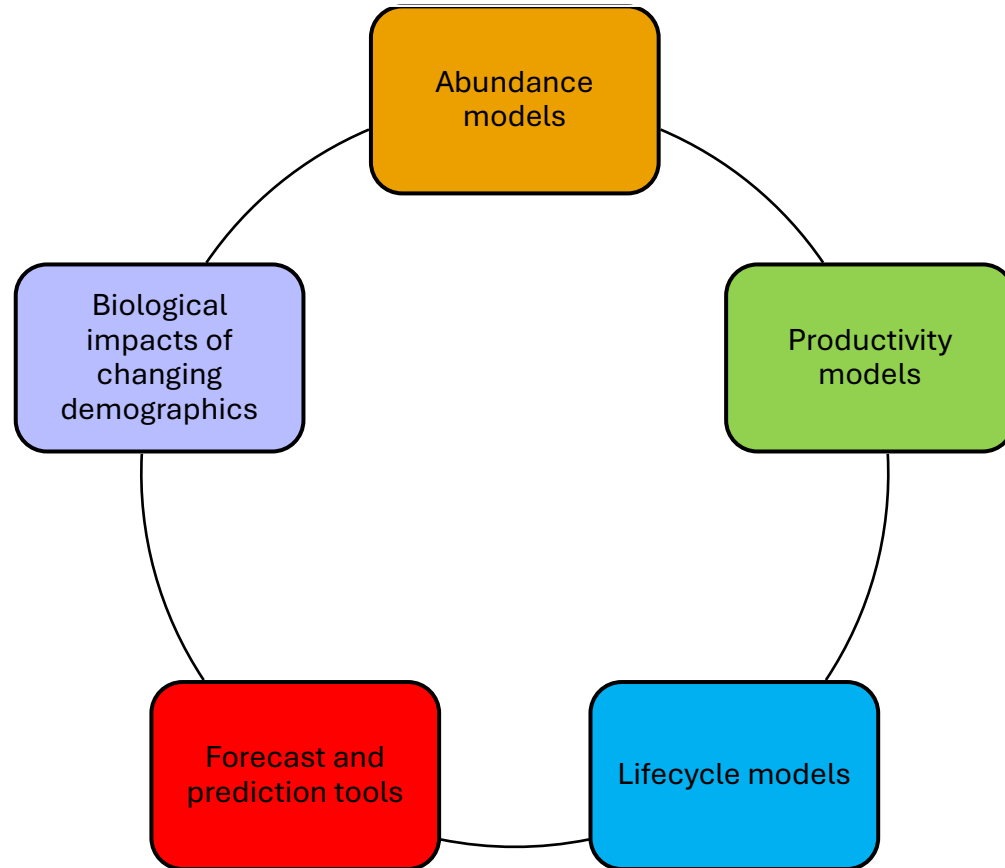 Abundance
models
Biological
impacts of
changing
demographics
Productivity
models
Forecast and
prediction tools
Lifecycle models